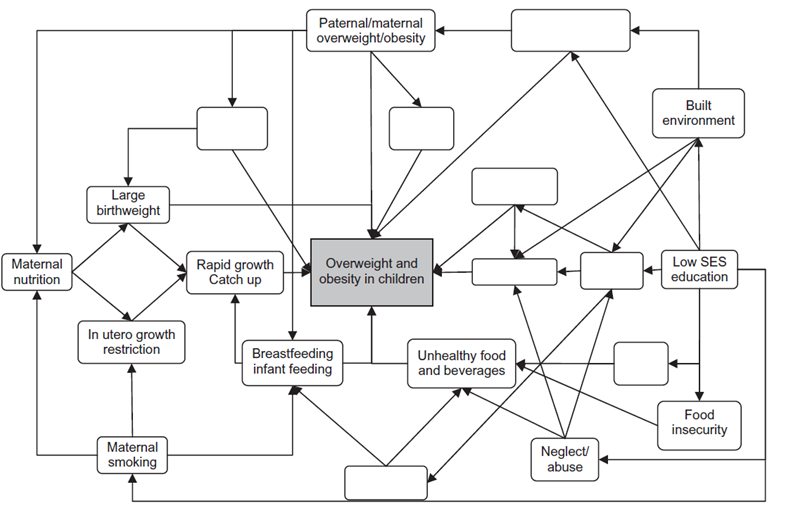 Paternal/maternal
overweight/obesity
Built
environment
Large
birthweight
Maternal
nutrition
Rapid growth
Catch up
Overweight and
obesity in children
Low SES
education
In utero growth
restriction
Breastfeeding
infant feeding
Unhealthy food
and beverages
Food
insecurity
Maternal
smoking
Neglect/
abuse